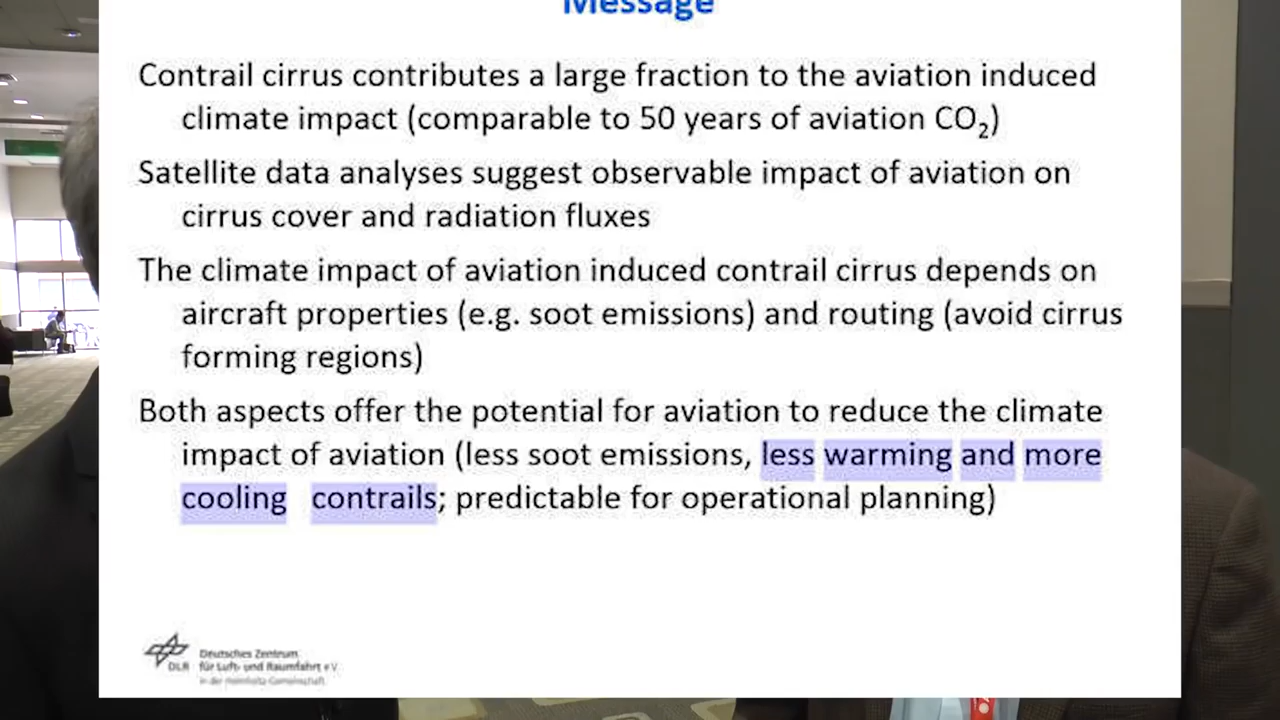 Message
Contrail cirrus contributes a large fraction to the aviation induced
climate impact (comparable to 50 years of aviation CO₂)
Satellite data analyses suggest observable impact of aviation on
cirrus cover and radiation fluxes
The climate impact of aviation induced contrail cirrus depends on
aircraft properties (e.g. soot emissions) and routing (avoid cirrus
forming regions)
Both aspects offer the potential for aviation to reduce the climate
impact of aviation (less soot emissions, less warming and more
cooling contrails; predictable for operational planning)
DLR
Deutsches Zentrum
für Luft- und Raumfahrt e.V.
in der Helmholtz-Gemeinschaft